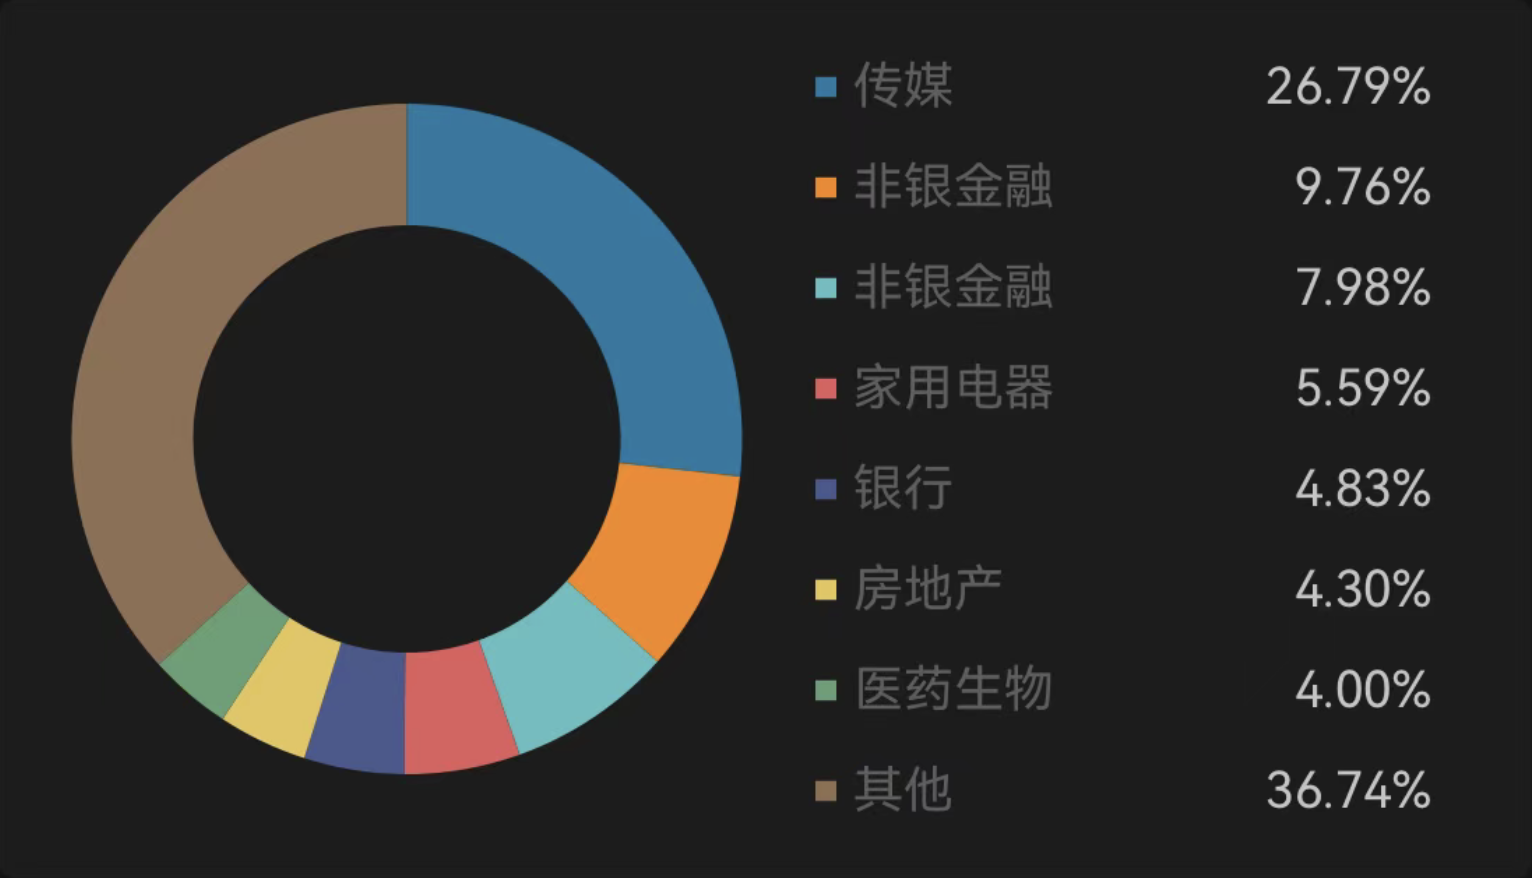 传媒 26.79%
非银金融 9.76%
非银金融 7.98%
家用电器 5.59%
银行 4.83%
房地产 4.30%
医药生物 4.00%
其他 36.74%